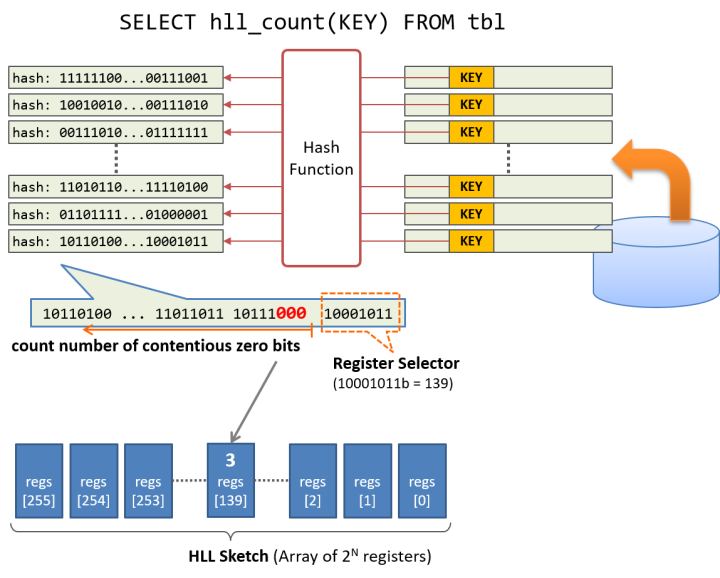 SELECT hll_count(KEY) FROM tbl
hash: 11111100...00111001
KEY
hash: 10010010...00111010
KEY
hash: 00111010...01111111
KEY
Hash
Function
hash: 11010110...11110100
KEY
hash: 01101111...01000001
KEY
hash: 10110100...10001011
KEY
10110100 ... 11011011 10111000 10001011
count number of contentious zero bits
Register Selector
(10001011b = 139)
3
regs
[255]
regs
[254]
regs
[253]
regs
[139]
regs
[2]
regs
[1]
regs
[0]
HLL Sketch (Array of 2^N registers)